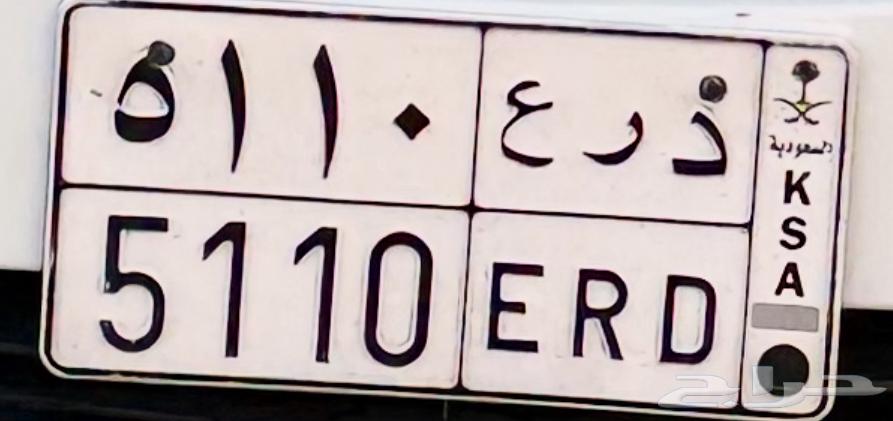 ٥١١٠
د ر ع
5110
ERD
السعودية
K
S
A
حراج